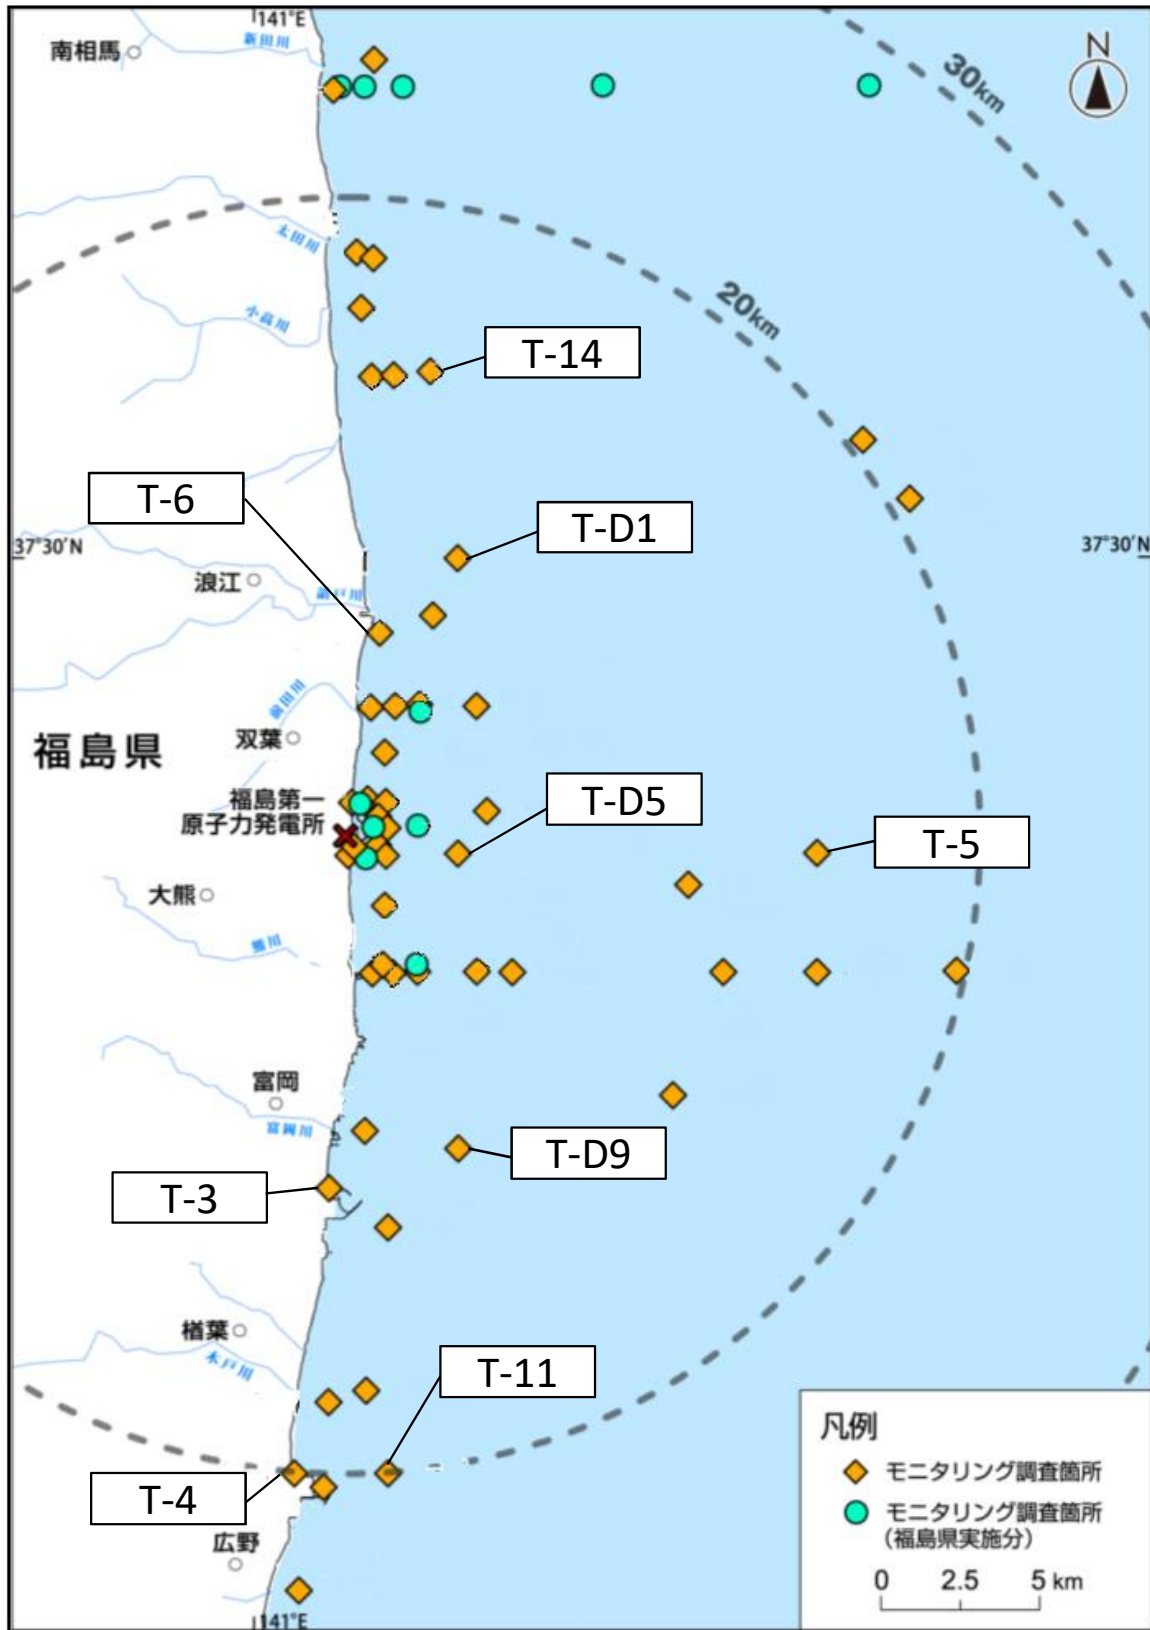 141°E
新田川
南相馬
N
30km
太田川
20km
小高川
T-14
T-6
T-D1
37°30'N
37°30'N
浪江
請戸川
前田川
福島県
双葉
福島第一
原子力発電所
T-D5
T-5
大熊
熊川
富岡
富岡川
T-D9
T-3
楢葉
木戸川
T-11
T-4
広野
141°E
凡例
モニタリング調査箇所
モニタリング調査箇所
(福島県実施分)
0 2.5 5 km